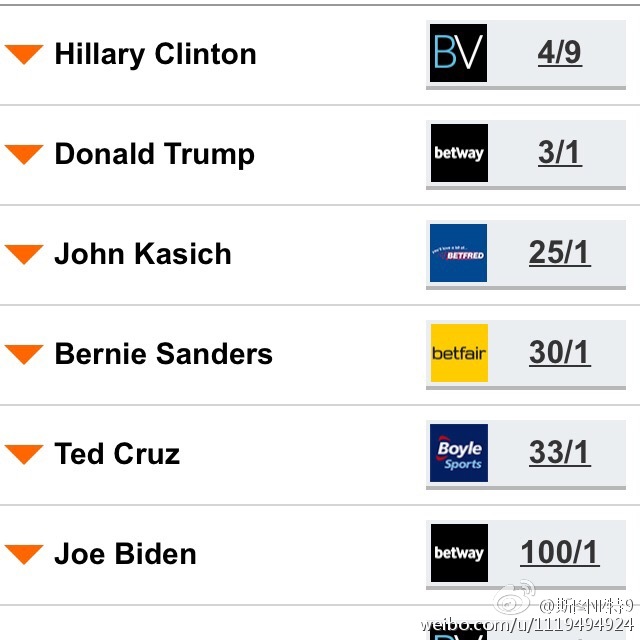 Hillary Clinton BV 4/9
Donald Trump betway 3/1
John Kasich BETFRED 25/1
Bernie Sanders betfair 30/1
Ted Cruz Boyle Sports 33/1
Joe Biden betway 100/1
weibo.com/u/1119494924